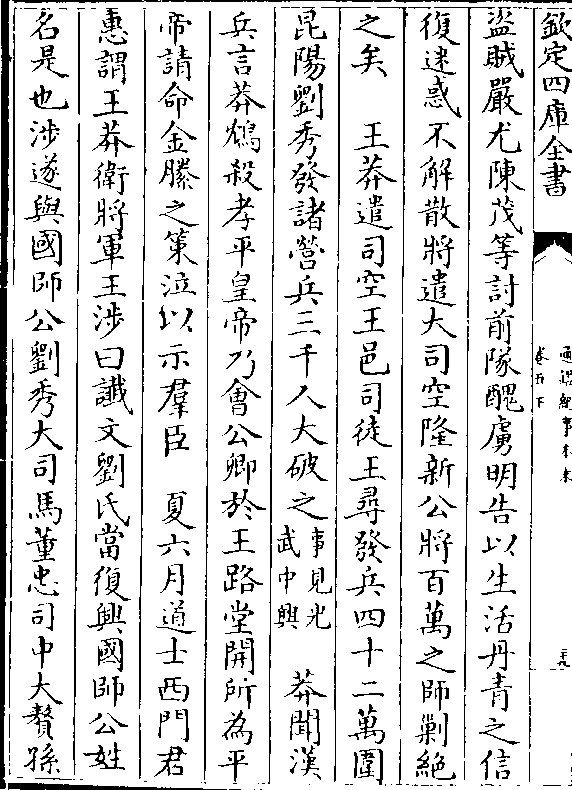 欽定四庫全書
通鑑紀事本末
卷五下
盜賊嚴尤陳茂等討前隊醜虜明告以生活丹青之信
復迷惑不解散將遣大司空隆新公將百萬之師剿絶
之矣　王莽遣司空王邑司徒王尋發兵四十二萬圍
昆陽劉秀發諸營兵三千人大破之事見光武中興　莽聞漢
兵言莽鴆殺孝平皇帝乃會公卿於王路堂開所為平
帝請命金縢之策泣以示羣臣　夏六月道士西門君
惠謂王莽衛將軍王涉曰讖文劉氏當復興國師公姓
名是也涉遂與國師公劉秀大司馬董忠司中大贅孫